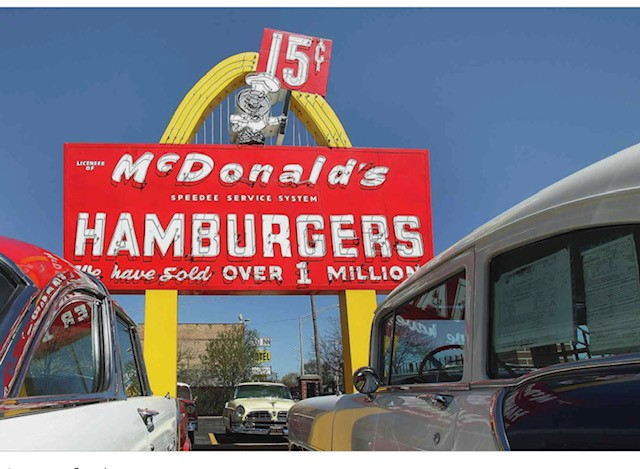 15¢
LICENSEE
OF
McDonald's
SPEEDEE SERVICE SYSTEM
HAMBURGERS
We have sold OVER 1 MILLION